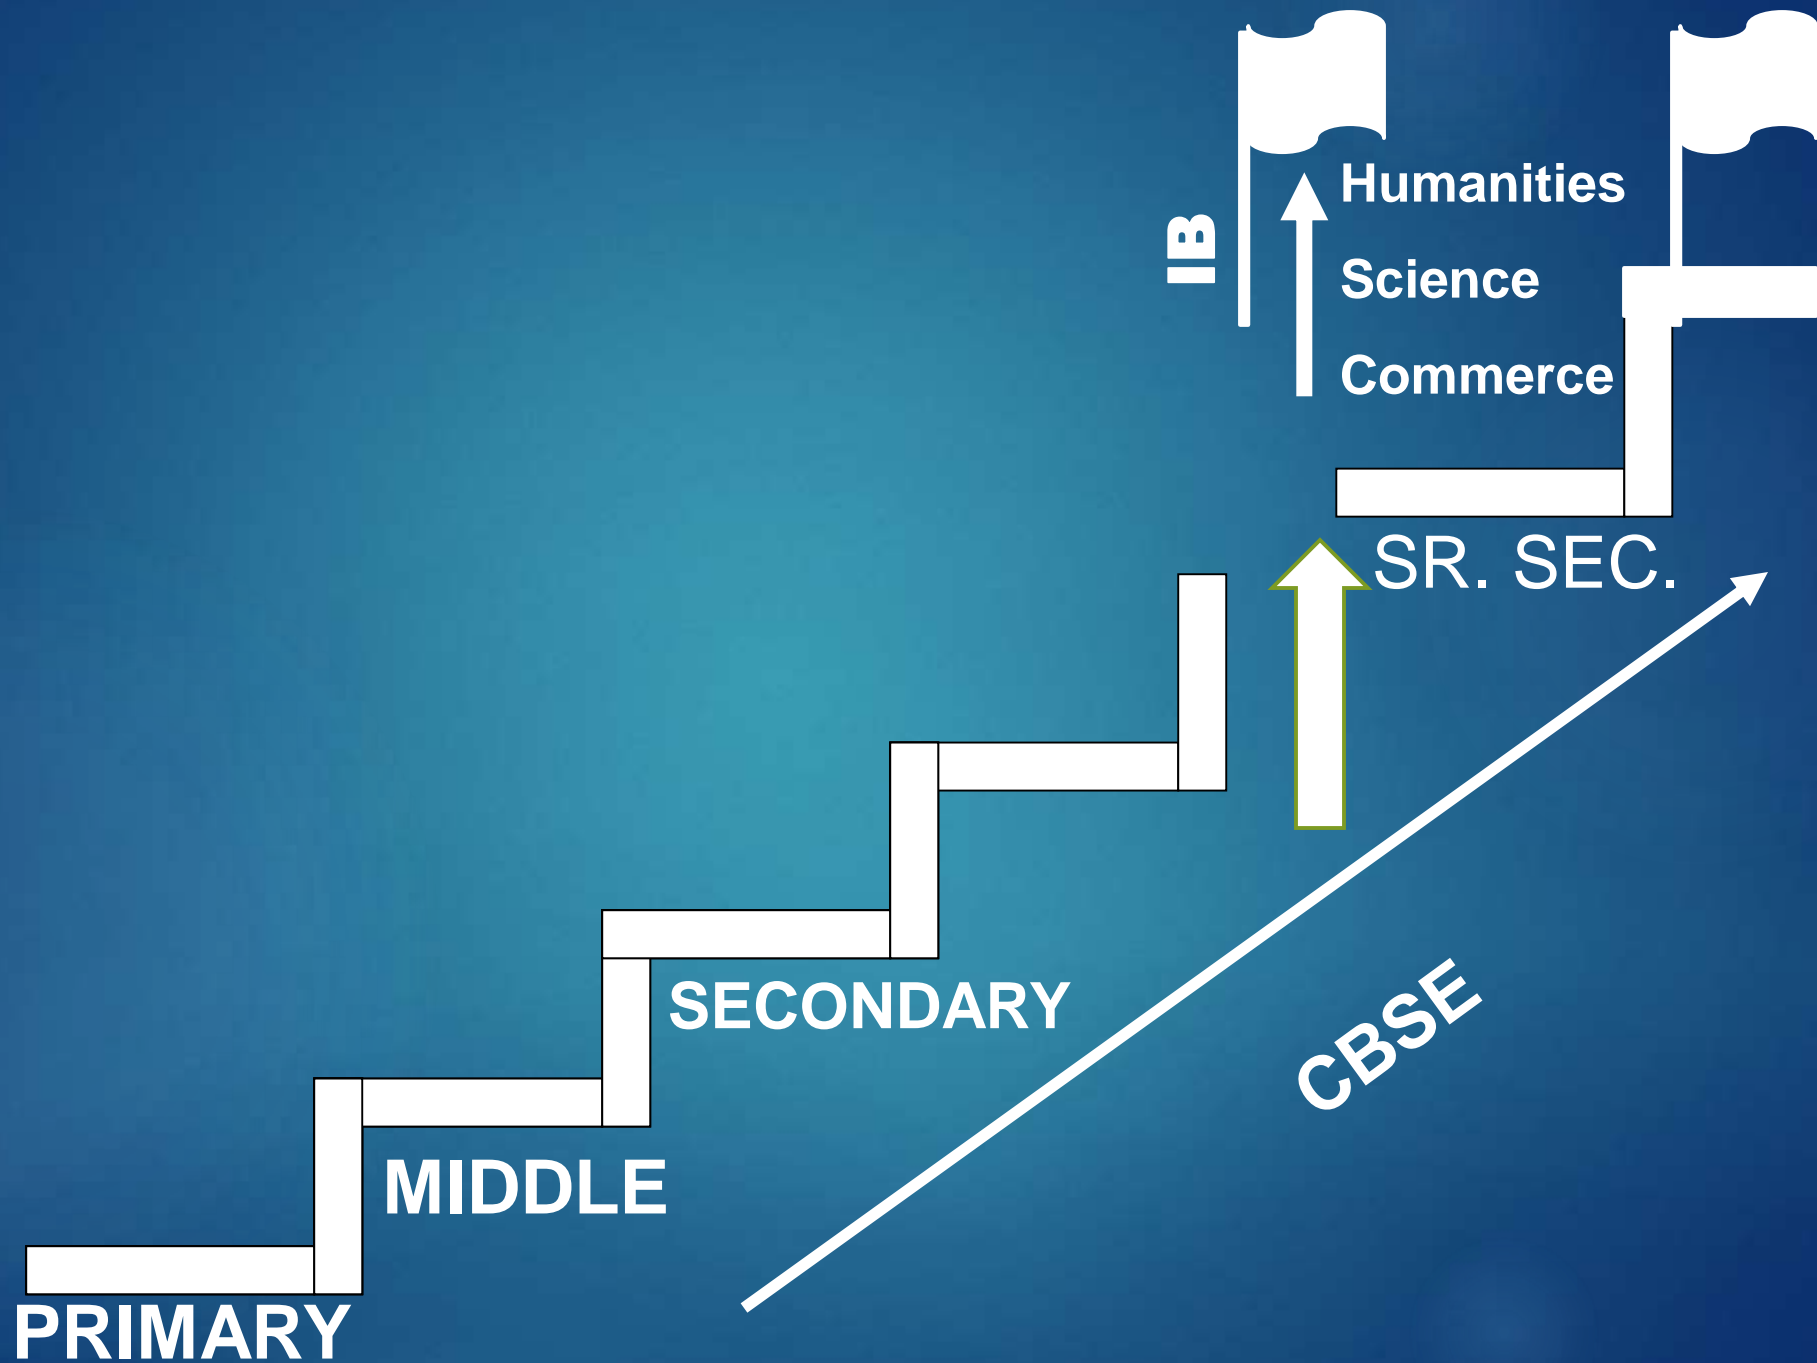 Humanities
IB
Science
Commerce
SR. SEC.
SECONDARY
CBSE
MIDDLE
PRIMARY